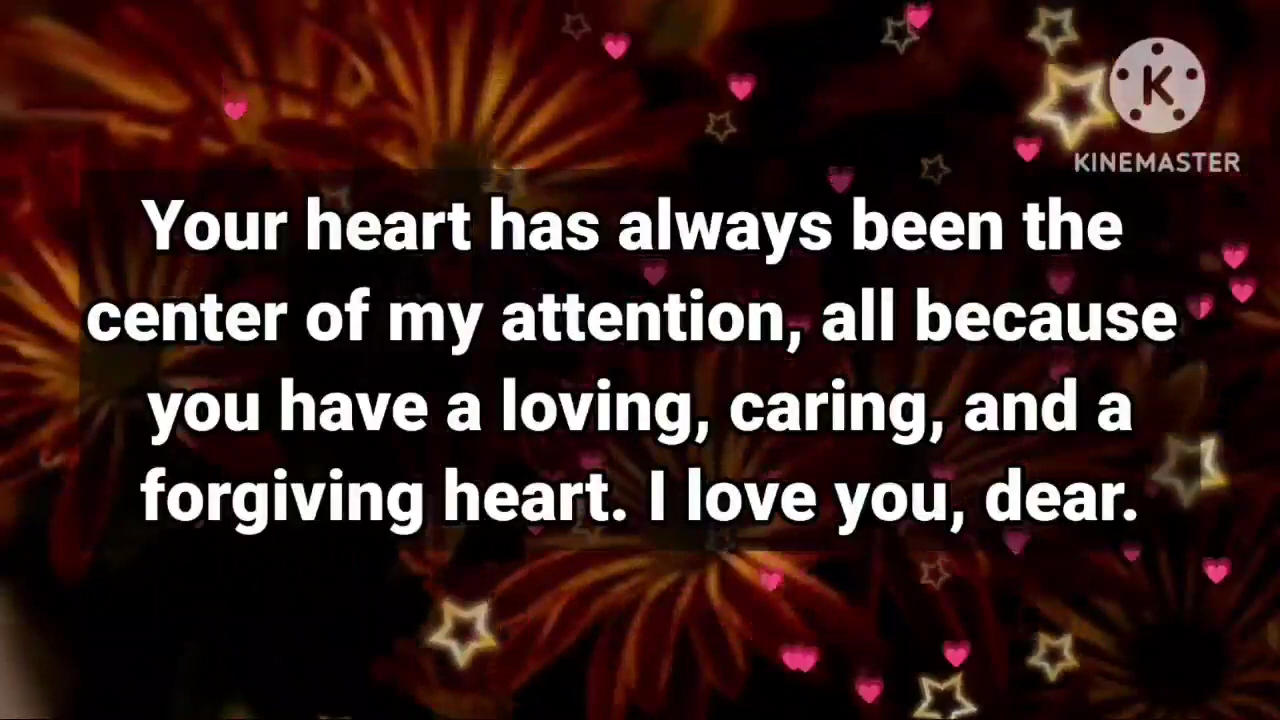 K
KINEMASTER
Your heart has always been the
center of my attention, all because
you have a loving, caring, and a
forgiving heart. I love you, dear.